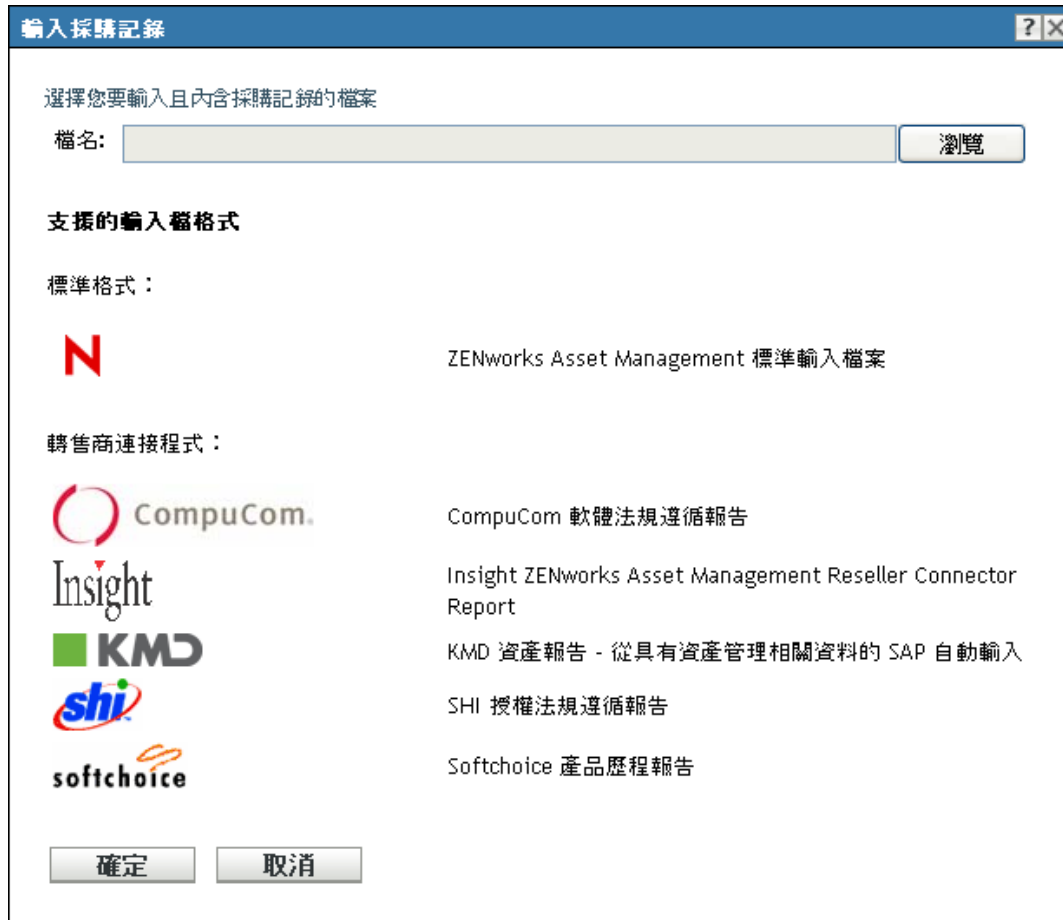 輸入採購記錄
?
選擇您要輸入且內含採購記錄的檔案
檔名:
瀏覽
支援的輸入檔格式
標準格式：
N
ZENworks Asset Management 標準輸入檔案
轉售商連接程式：
CompuCom.
CompuCom 軟體法規遵循報告
Insight
Insight ZENworks Asset Management Reseller Connector
Report
KMD
KMD 資產報告 - 從具有資產管理相關資料的 SAP 自動輸入
shi
SHI 授權法規遵循報告
softchoice
Softchoice 產品歷程報告
確定
取消